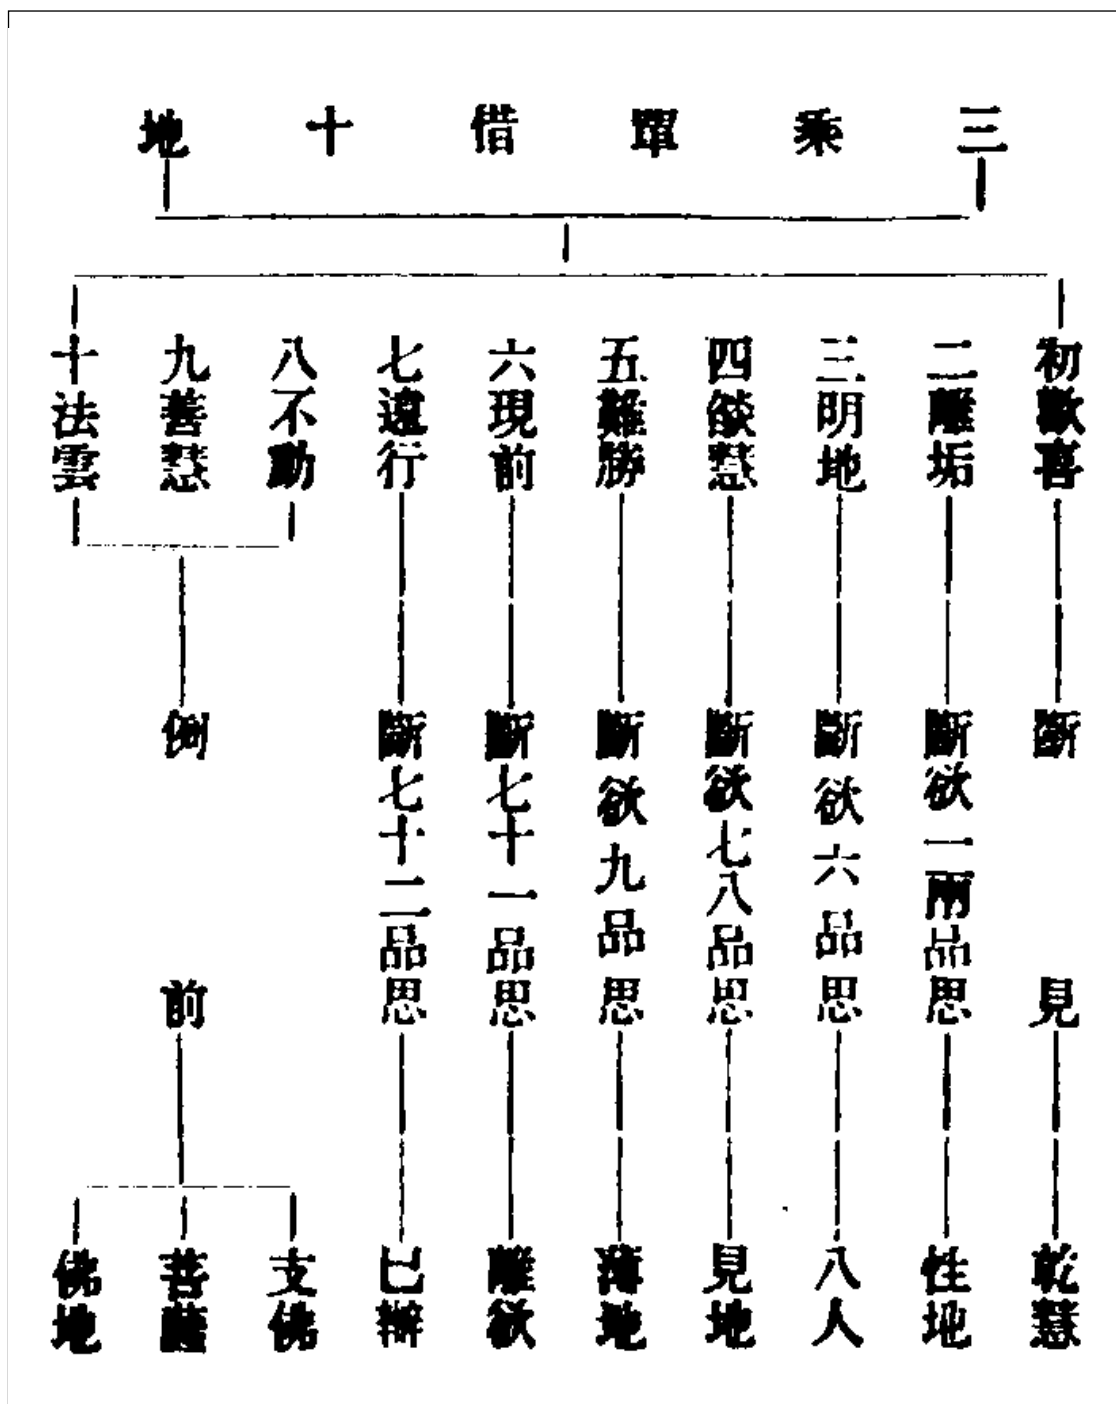 三乘單借十地
初歡喜
斷見
乾慧
二離垢
斷欲一兩品思
性地
三明地
斷欲六品思
八人
四燄慧
斷欲七八品思
見地
五難勝
斷欲九品思
薄地
六現前
斷七十一品思
離欲
七遠行
斷七十二品思
已辦
八不動
九善慧
十法雲
例前
支佛
菩薩
佛地